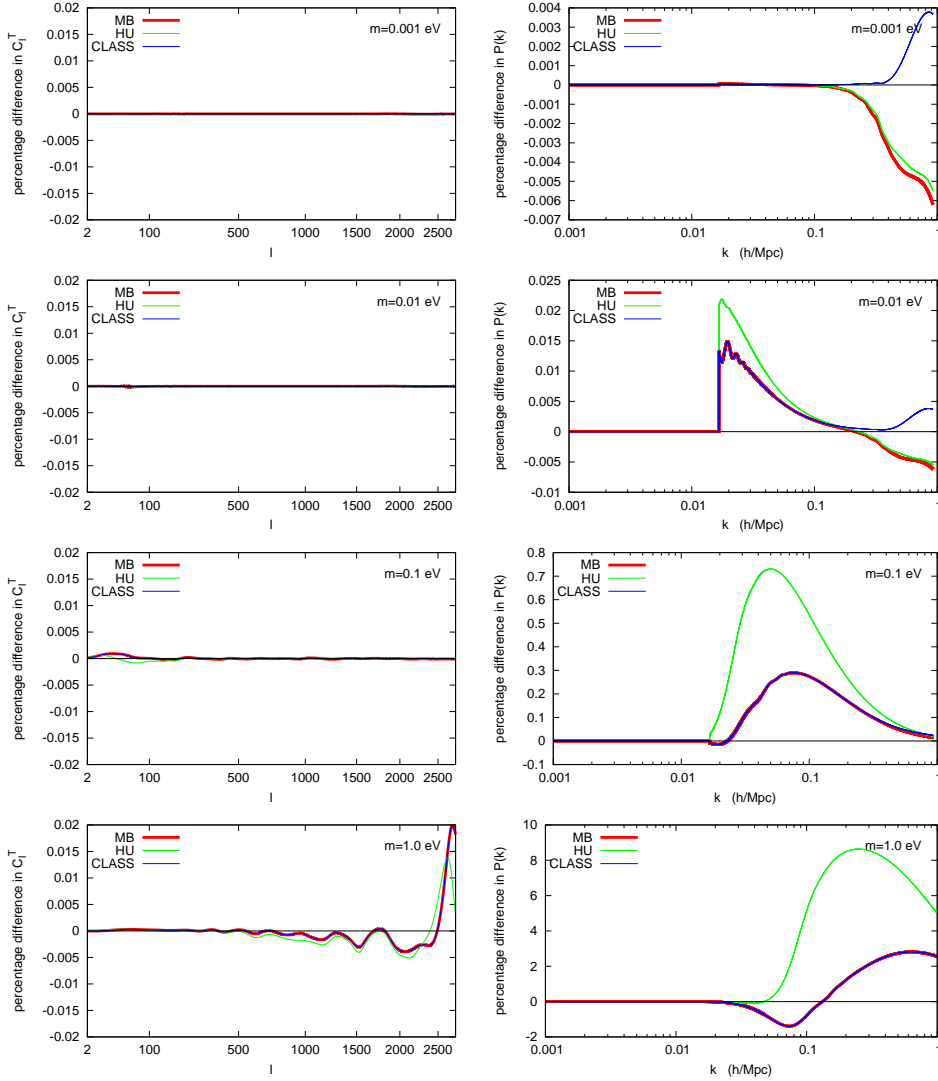 percentage difference in C_l^T
MB
HU
CLASS
m=0.001 eV
0.02
0.015
0.01
0.005
0
-0.005
-0.01
-0.015
-0.02
2 100 500 1000 1500 2000 2500
l
percentage difference in P(k)
MB
HU
CLASS
m=0.001 eV
0.004
0.003
0.002
0.001
0
-0.001
-0.002
-0.003
-0.004
-0.005
-0.006
-0.007
0.001 0.01 0.1 1
k (h/Mpc)
percentage difference in C_l^T
MB
HU
CLASS
m=0.01 eV
0.02
0.015
0.01
0.005
0
-0.005
-0.01
-0.015
-0.02
2 100 500 1000 1500 2000 2500
l
percentage difference in P(k)
MB
HU
CLASS
m=0.01 eV
0.025
0.02
0.015
0.01
0.005
0
-0.005
-0.01
0.001 0.01 0.1 1
k (h/Mpc)
percentage difference in C_l^T
MB
HU
CLASS
m=0.1 eV
0.02
0.015
0.01
0.005
0
-0.005
-0.01
-0.015
-0.02
2 100 500 1000 1500 2000 2500
l
percentage difference in P(k)
MB
HU
CLASS
m=0.1 eV
0.8
0.7
0.6
0.5
0.4
0.3
0.2
0.1
0
-0.1
0.001 0.01 0.1 1
k (h/Mpc)
percentage difference in C_l^T
MB
HU
CLASS
m=1.0 eV
0.02
0.015
0.01
0.005
0
-0.005
-0.01
-0.015
-0.02
2 100 500 1000 1500 2000 2500
l
percentage difference in P(k)
MB
HU
CLASS
m=1.0 eV
10
8
6
4
2
0
-2
0.001 0.01 0.1 1
k (h/Mpc)